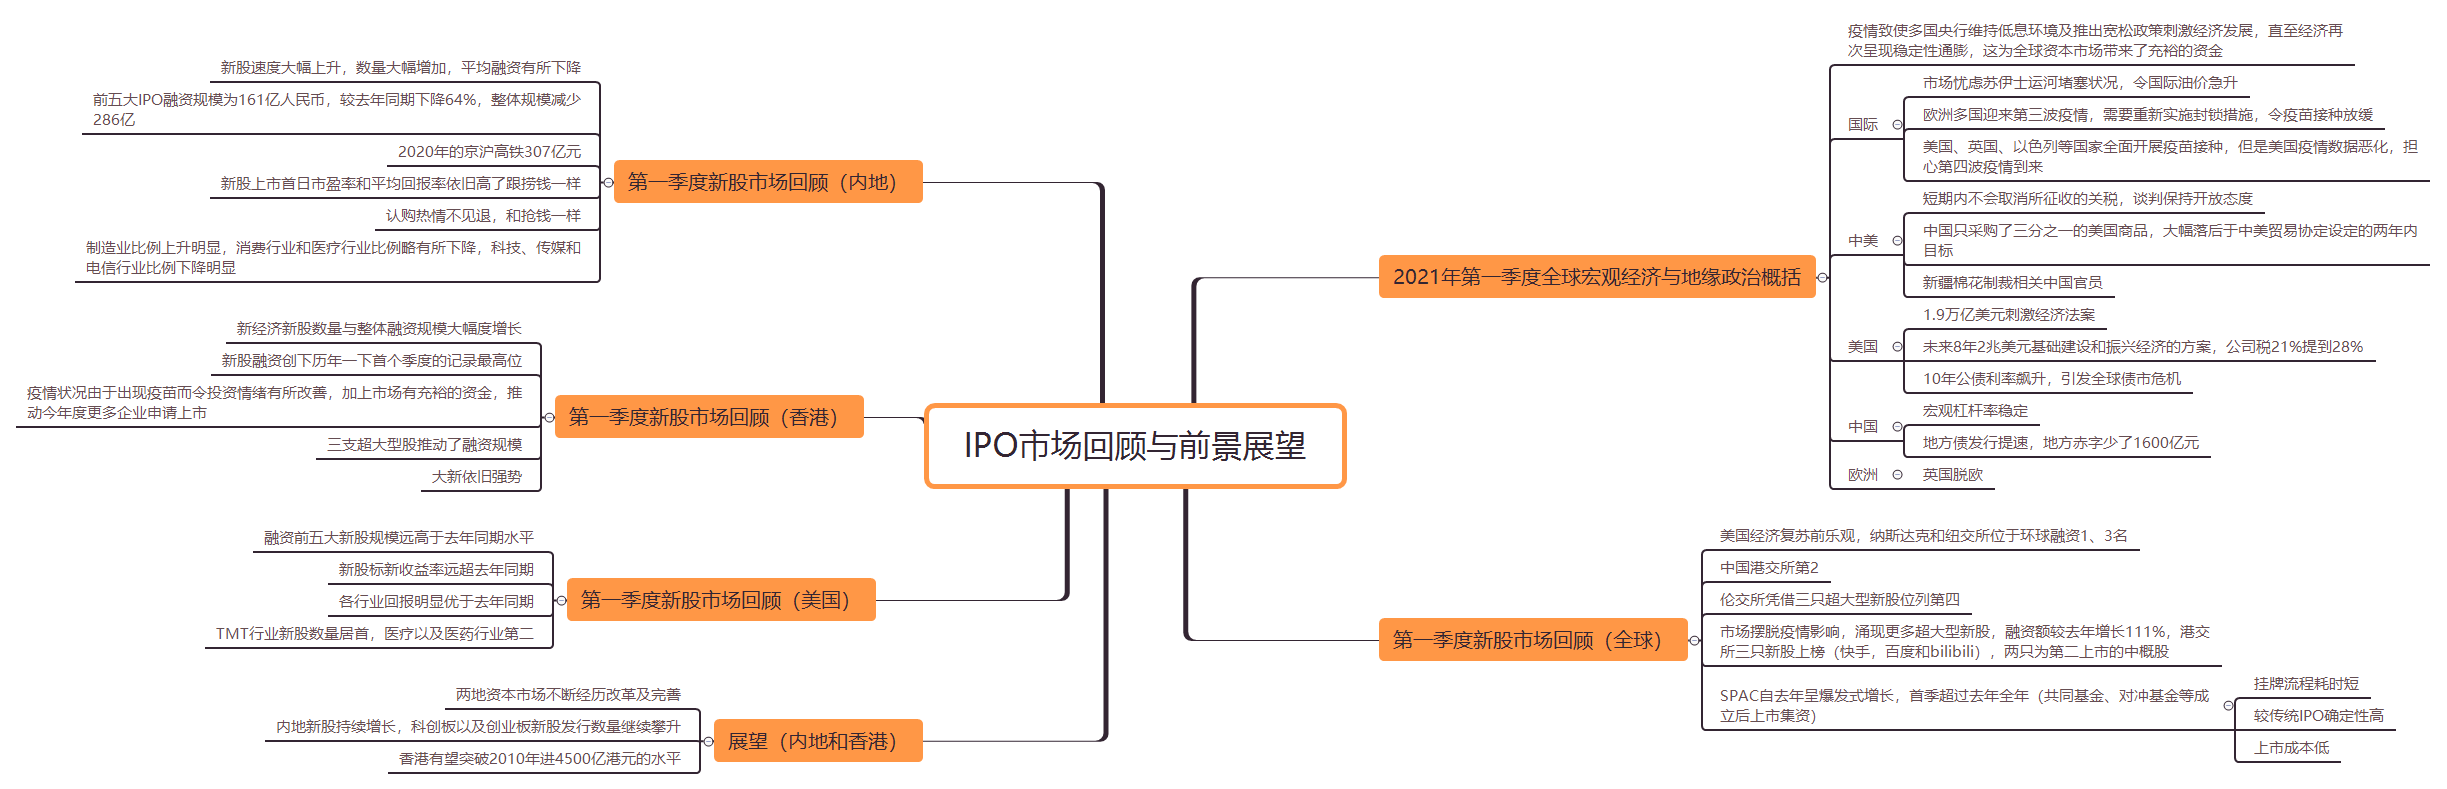 IPO市场回顾与前景展望
2021年第一季度全球宏观经济与地缘政治概括
疫情致使多国央行维持低息环境及推出宽松政策刺激经济发展，直至经济再
次呈现稳定性通膨，这为全球资本市场带来了充裕的资金
国际
市场忧虑苏伊士运河堵塞状况，令国际油价急升
欧洲多国迎来第三波疫情，需要重新实施封锁措施，令疫苗接种放缓
美国、英国、以色列等国家全面开展疫苗接种，但是美国疫情数据恶化，担
心第四波疫情到来
中美
短期内不会取消所征收的关税，谈判保持开放态度
中国只采购了三分之一的美国商品，大幅落后于中美贸易协定设定的两年内
目标
新疆棉花制裁相关中国官员
美国
1.9万亿美元刺激经济法案
未来8年2兆美元基础建设和振兴经济的方案，公司税21%提到28%
10年公债利率飙升，引发全球债市危机
中国
宏观杠杆率稳定
地方债发行提速，地方赤字少了1600亿元
欧洲
英国脱欧
第一季度新股市场回顾（全球）
美国经济复苏前乐观，纳斯达克和纽交所位于环球融资1、3名
中国港交所第2
伦交所凭借三只超大型新股位列第四
市场摆脱疫情影响，涌现更多超大型新股，融资额较去年增长111%，港交
所三只新股上榜（快手，百度和bilibili），两只为第二上市的中概股
SPAC自去年呈爆发式增长，首季超过去年全年（共同基金、对冲基金等成
立后上市集资）
挂牌流程耗时短
较传统IPO确定性高
上市成本低
第一季度新股市场回顾（内地）
新股速度大幅上升，数量大幅增加，平均融资有所下降
前五大IPO融资规模为161亿人民币，较去年同期下降64%，整体规模减少
286亿
2020年的京沪高铁307亿元
新股上市首日市盈率和平均回报率依旧高了跟捞钱一样
认购热情不见退，和抢钱一样
制造业比例上升明显，消费行业和医疗行业比例略有所下降，科技、传媒和
电信行业比例下降明显
第一季度新股市场回顾（香港）
新经济新股数量与整体融资规模大幅度增长
新股融资创下历年一下首个季度的记录最高位
疫情状况由于出现疫苗而令投资情绪有所改善，加上市场有充裕的资金，推
动今年度更多企业申请上市
三支超大型股推动了融资规模
大新依旧强势
第一季度新股市场回顾（美国）
融资前五大新股规模远高于去年同期水平
新股标新收益率远超去年同期
各行业回报明显优于去年同期
TMT行业新股数量居首，医疗以及医药行业第二
展望（内地和香港）
两地资本市场不断经历改革及完善
内地新股持续增长，科创板以及创业板新股发行数量继续攀升
香港有望突破2010年进4500亿港元的水平